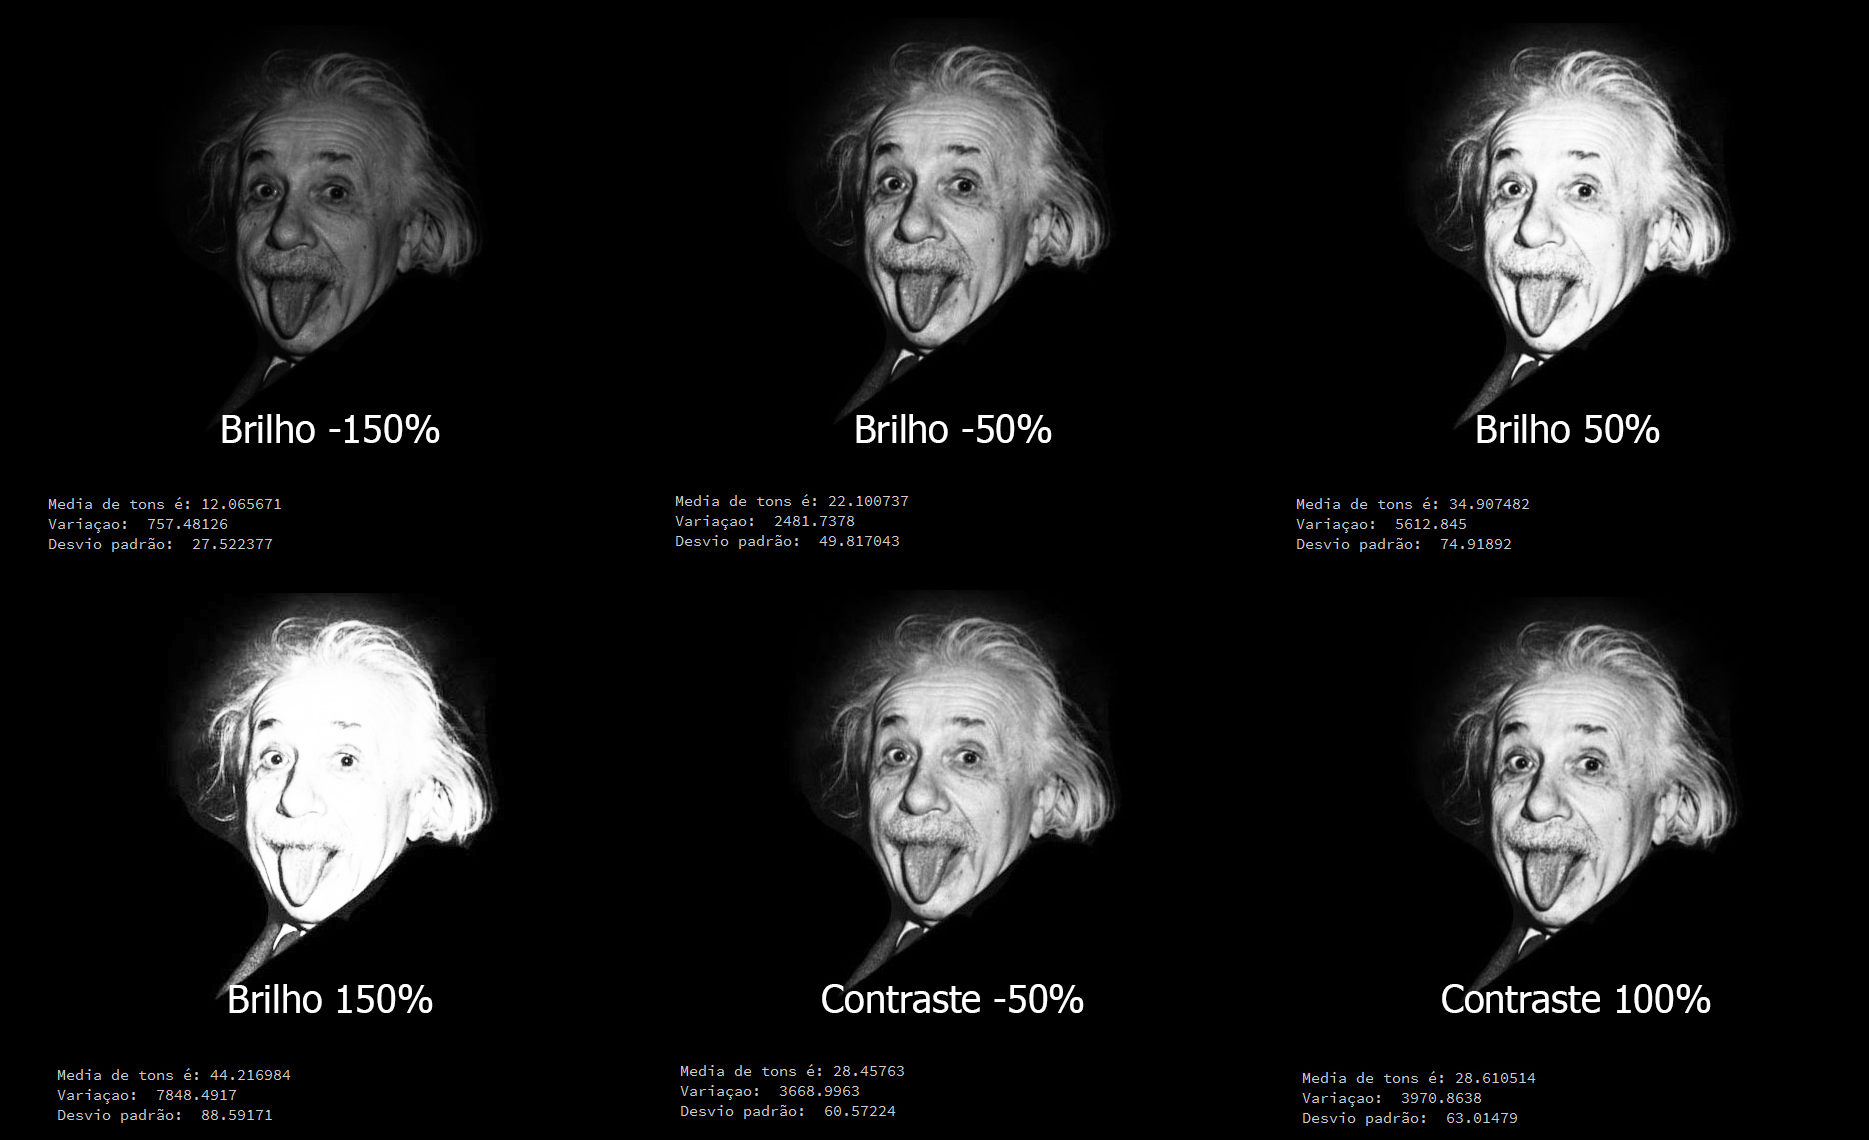 Brilho -150%
Media de tons é: 12.065671
Variaçao:  757.48126
Desvio padrão:  27.522377
Brilho -50%
Media de tons é: 22.100737
Variaçao:  2481.7378
Desvio padrão:  49.817043
Brilho 50%
Media de tons é: 34.907482
Variaçao:  5612.845
Desvio padrão:  74.91892
Brilho 150%
Media de tons é: 44.216984
Variaçao:  7848.4917
Desvio padrão:  88.59171
Contraste -50%
Media de tons é: 28.45763
Variaçao:  3668.9963
Desvio padrão:  60.57224
Contraste 100%
Media de tons é: 28.610514
Variaçao:  3970.8638
Desvio padrão:  63.01479